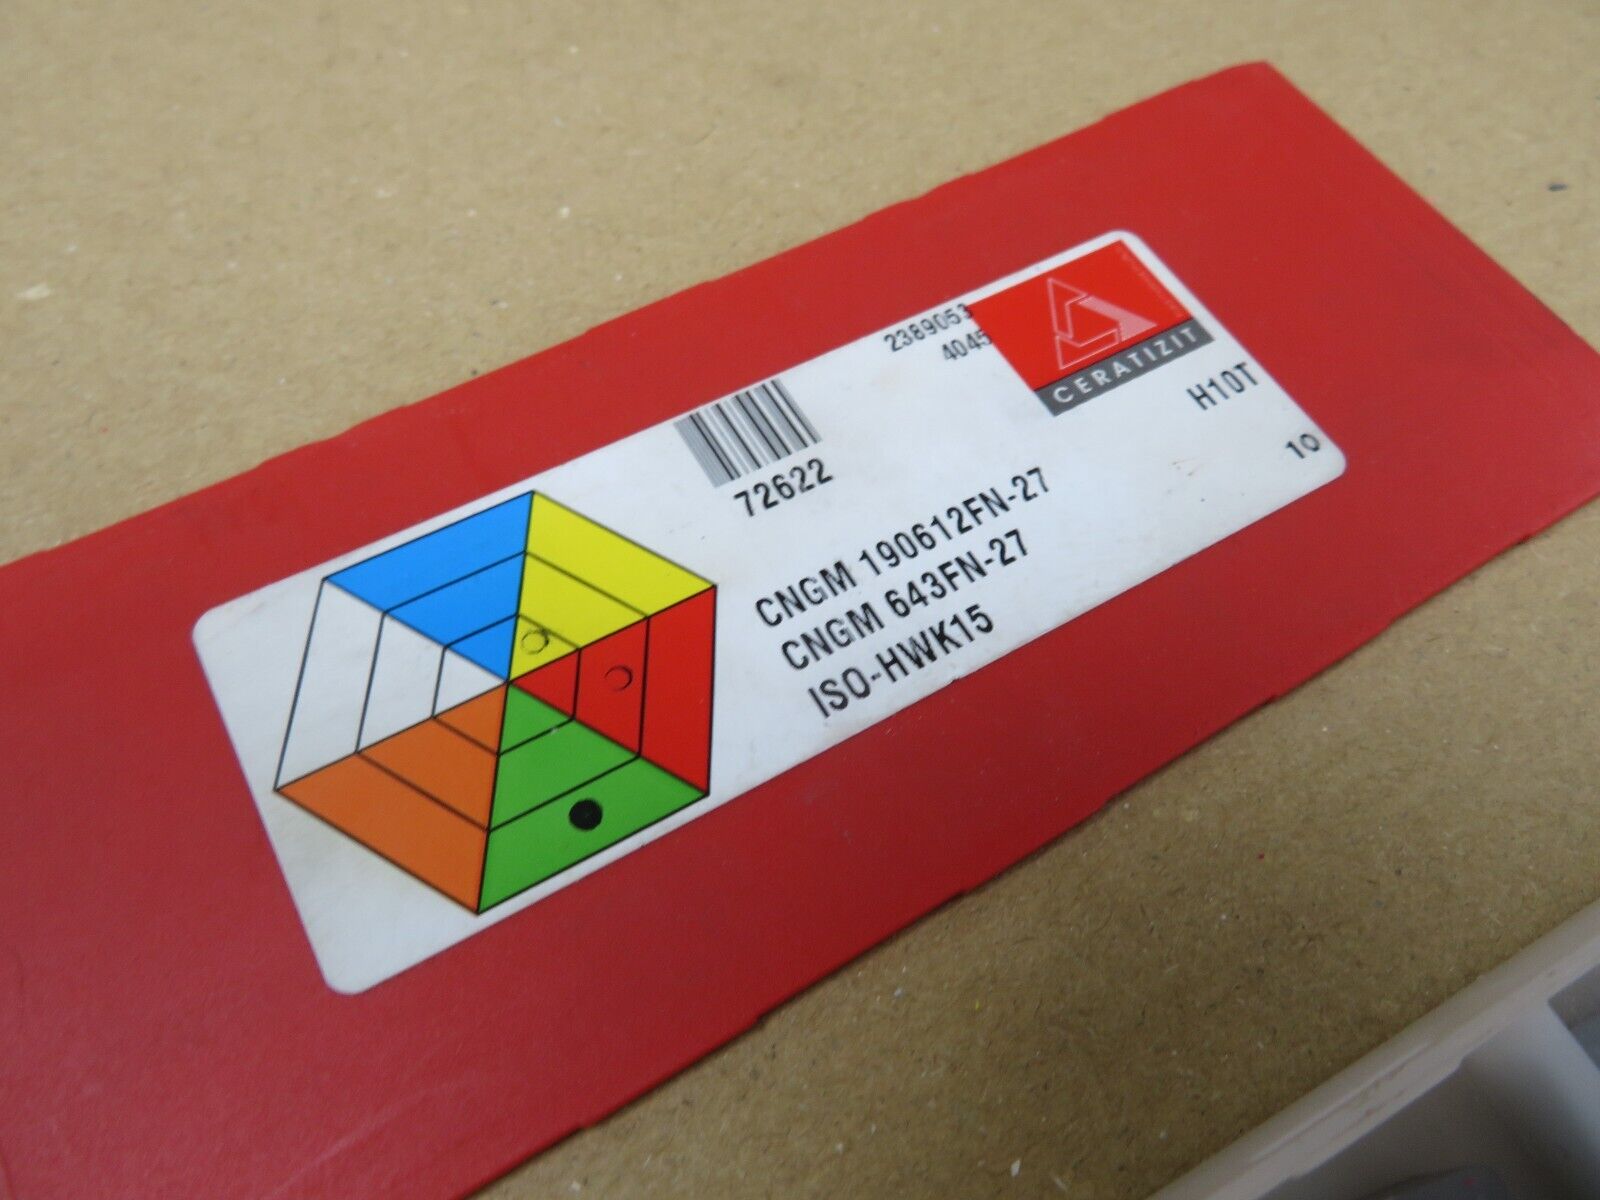 2389053
4045
CERATIZIT
H10T
10
72622
CNGM 190612FN-27
CNGM 643FN-27
ISO-HWK15